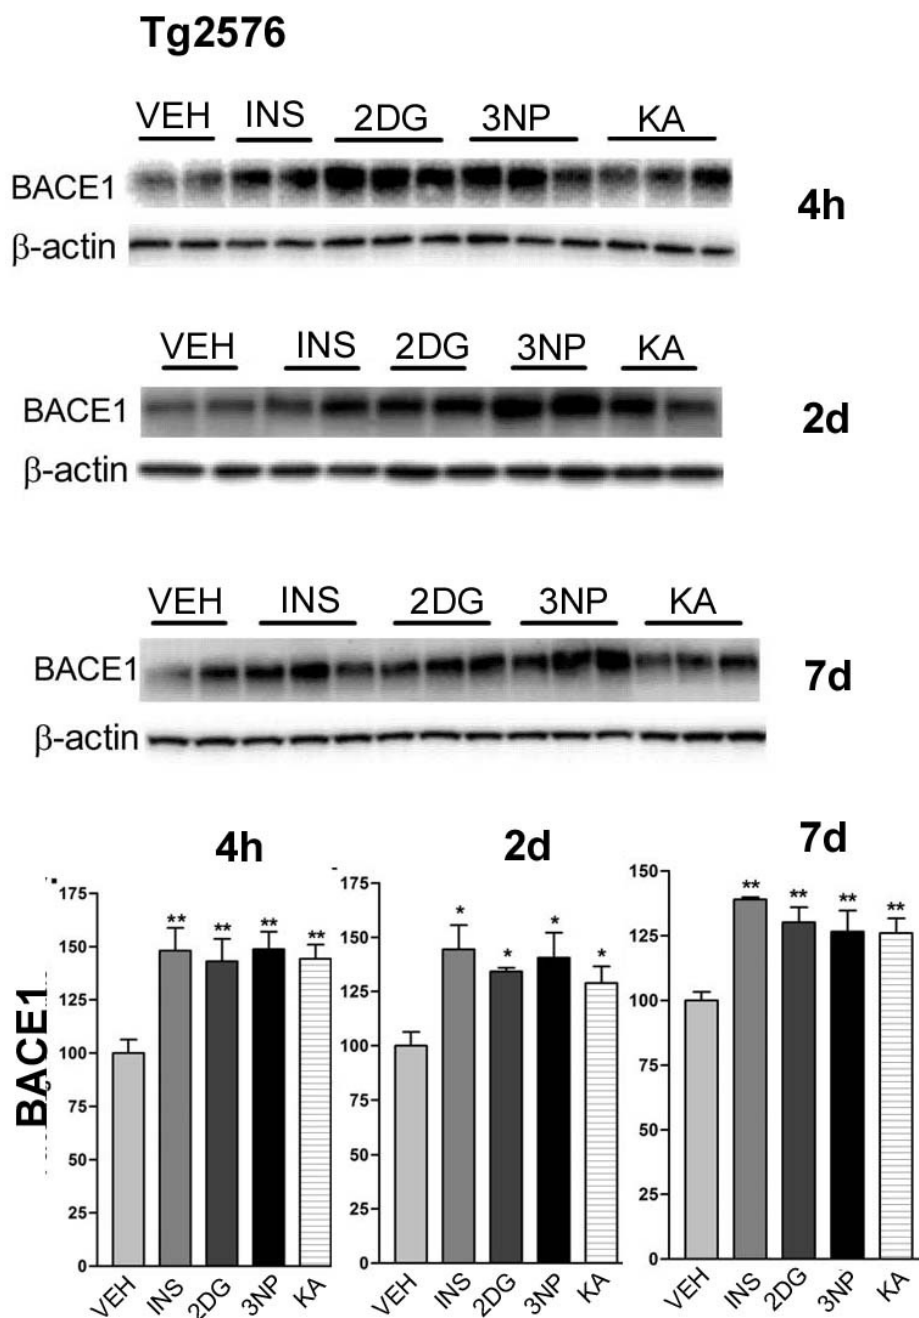 Tg2576
VEH INS 2DG 3NP KA
BACE1
4h
β-actin
VEH INS 2DG 3NP KA
BACE1
2d
β-actin
VEH INS 2DG 3NP KA
BACE1
7d
β-actin
4h 2d 7d
BACE1
175
150
125
100
75
50
25
0
** ** ** **
VEH INS 2DG 3NP KA
175
150
125
100
75
50
25
0
* * * *
VEH INS 2DG 3NP KA
150
125
100
75
50
25
0
** ** ** **
VEH INS 2DG 3NP KA